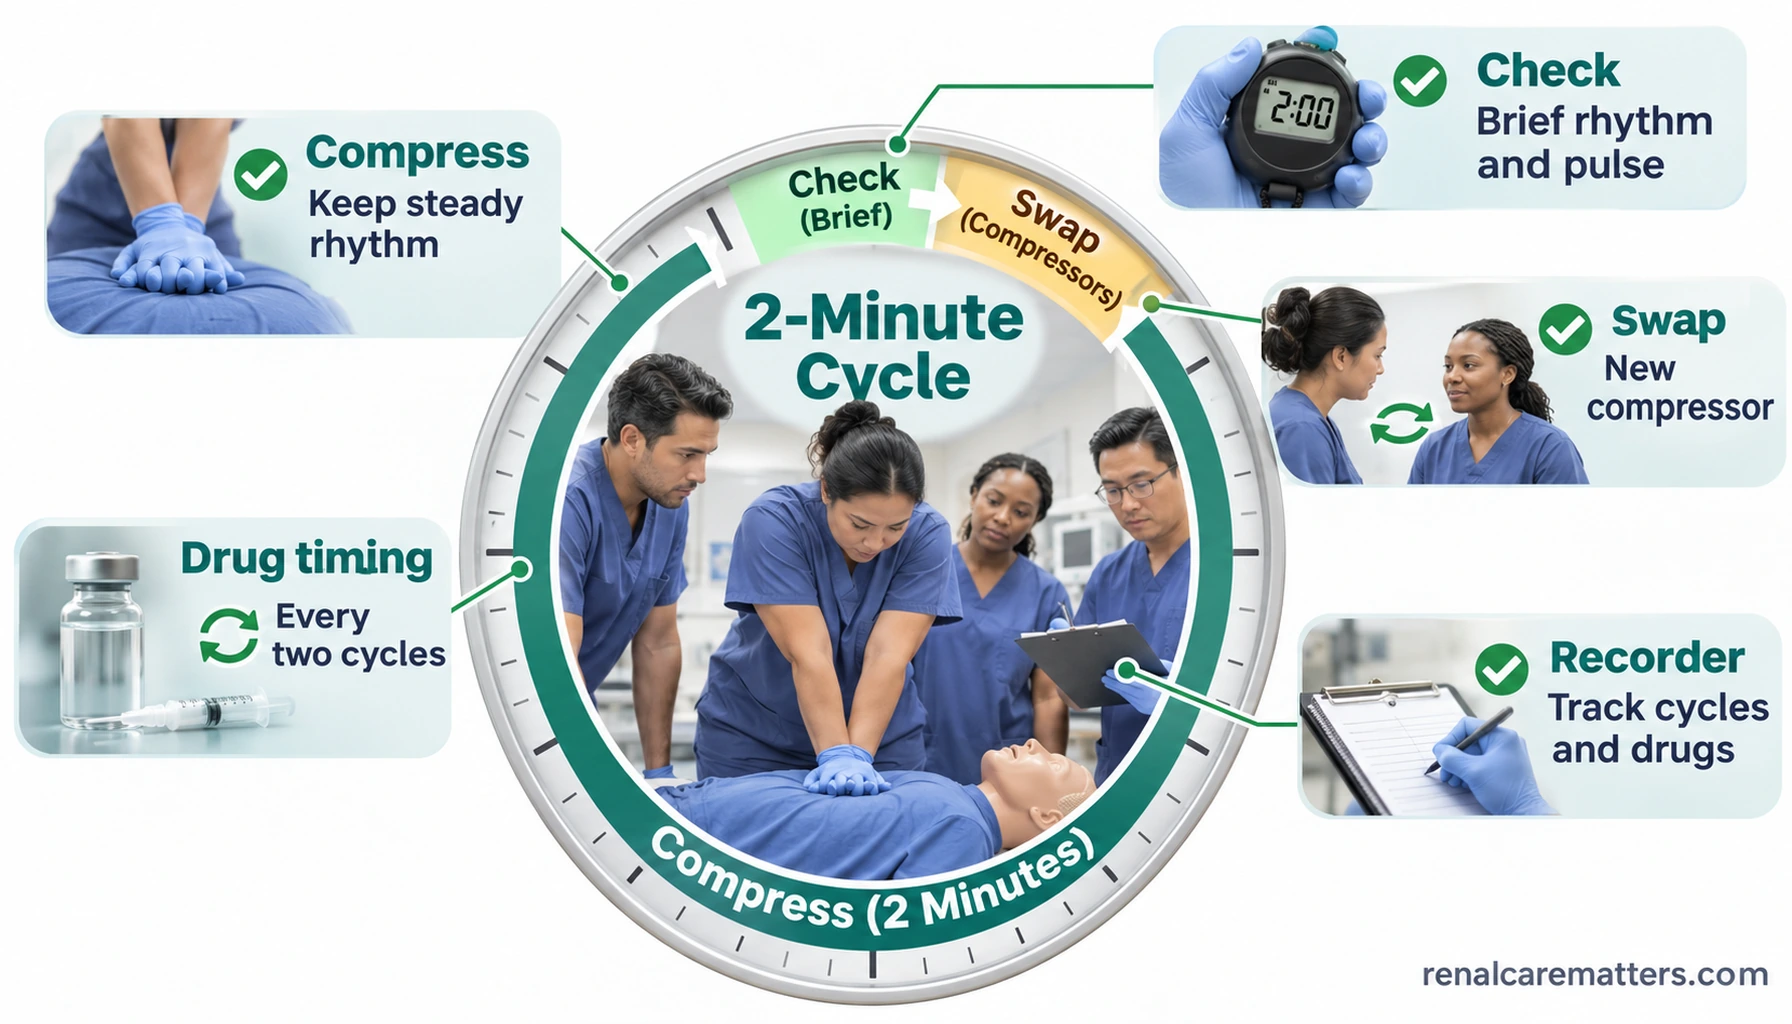 Compress
Keep steady
rhythm
Check
(Brief)
Swap
(Compressors)
2-Minute
Cycle
Compress (2 Minutes)
2:00
Check
Brief rhythm
and pulse
Swap
New
compressor
Drug timing
Every
two cycles
Recorder
Track cycles
and drugs
renalcarematters.com